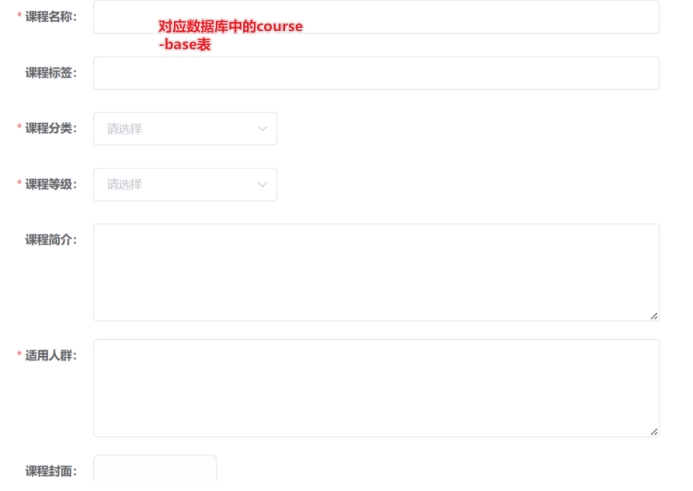 * 课程名称:
对应数据库中的course
-base表
课程标签:
* 课程分类: 请选择
* 课程等级: 请选择
课程简介:
* 适用人群:
课程封面: